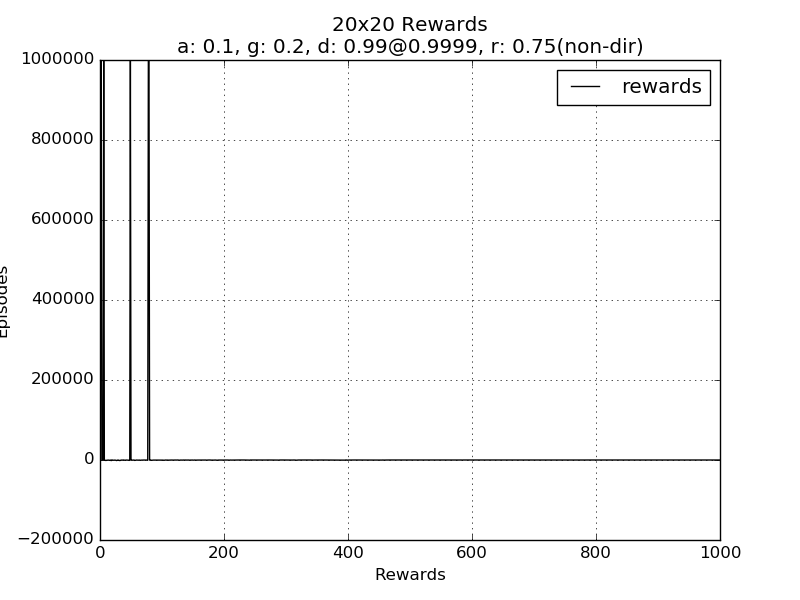 20x20 Rewards
a: 0.1, g: 0.2, d: 0.99@0.9999, r: 0.75(non-dir)
1000000
rewards
800000
600000
400000
Episodes
200000
0
−200000
0 200 400 600 800 1000
Rewards